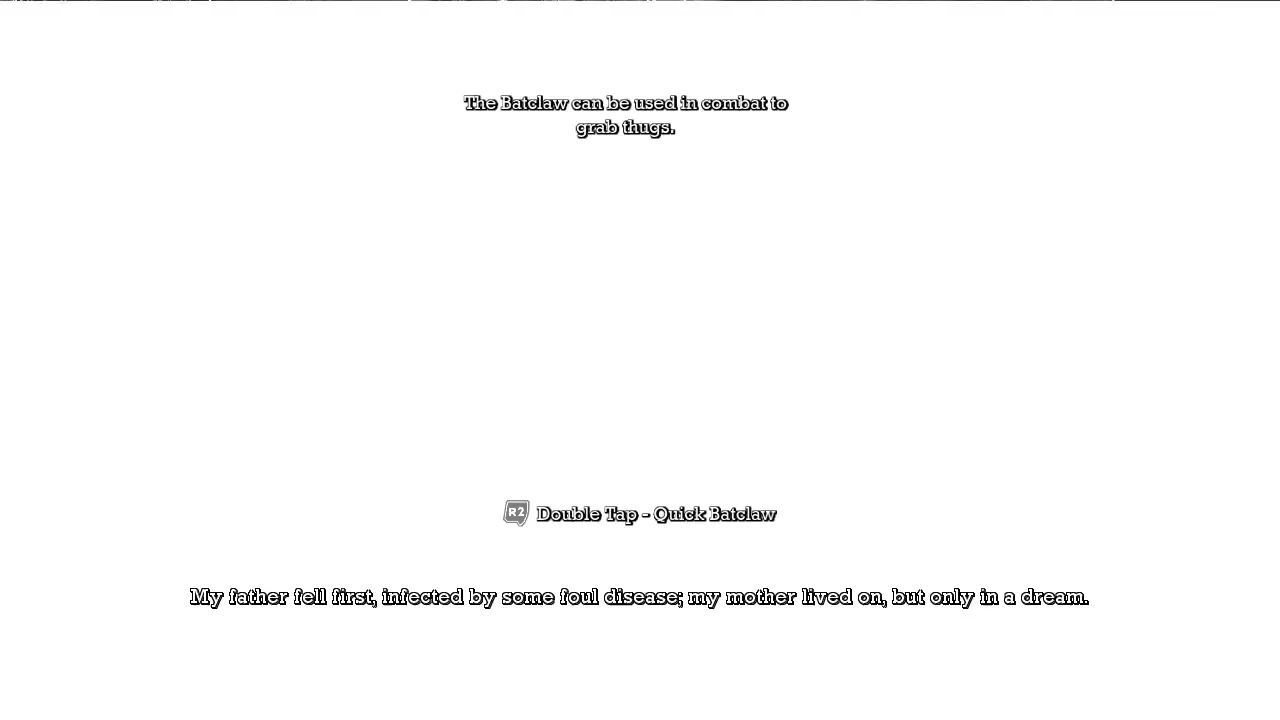 The Batclaw can be used in combat to
grab thugs.
R2 Double Tap - Quick Batclaw
My father fell first, infected by some foul disease; my mother lived on, but only in a dream.